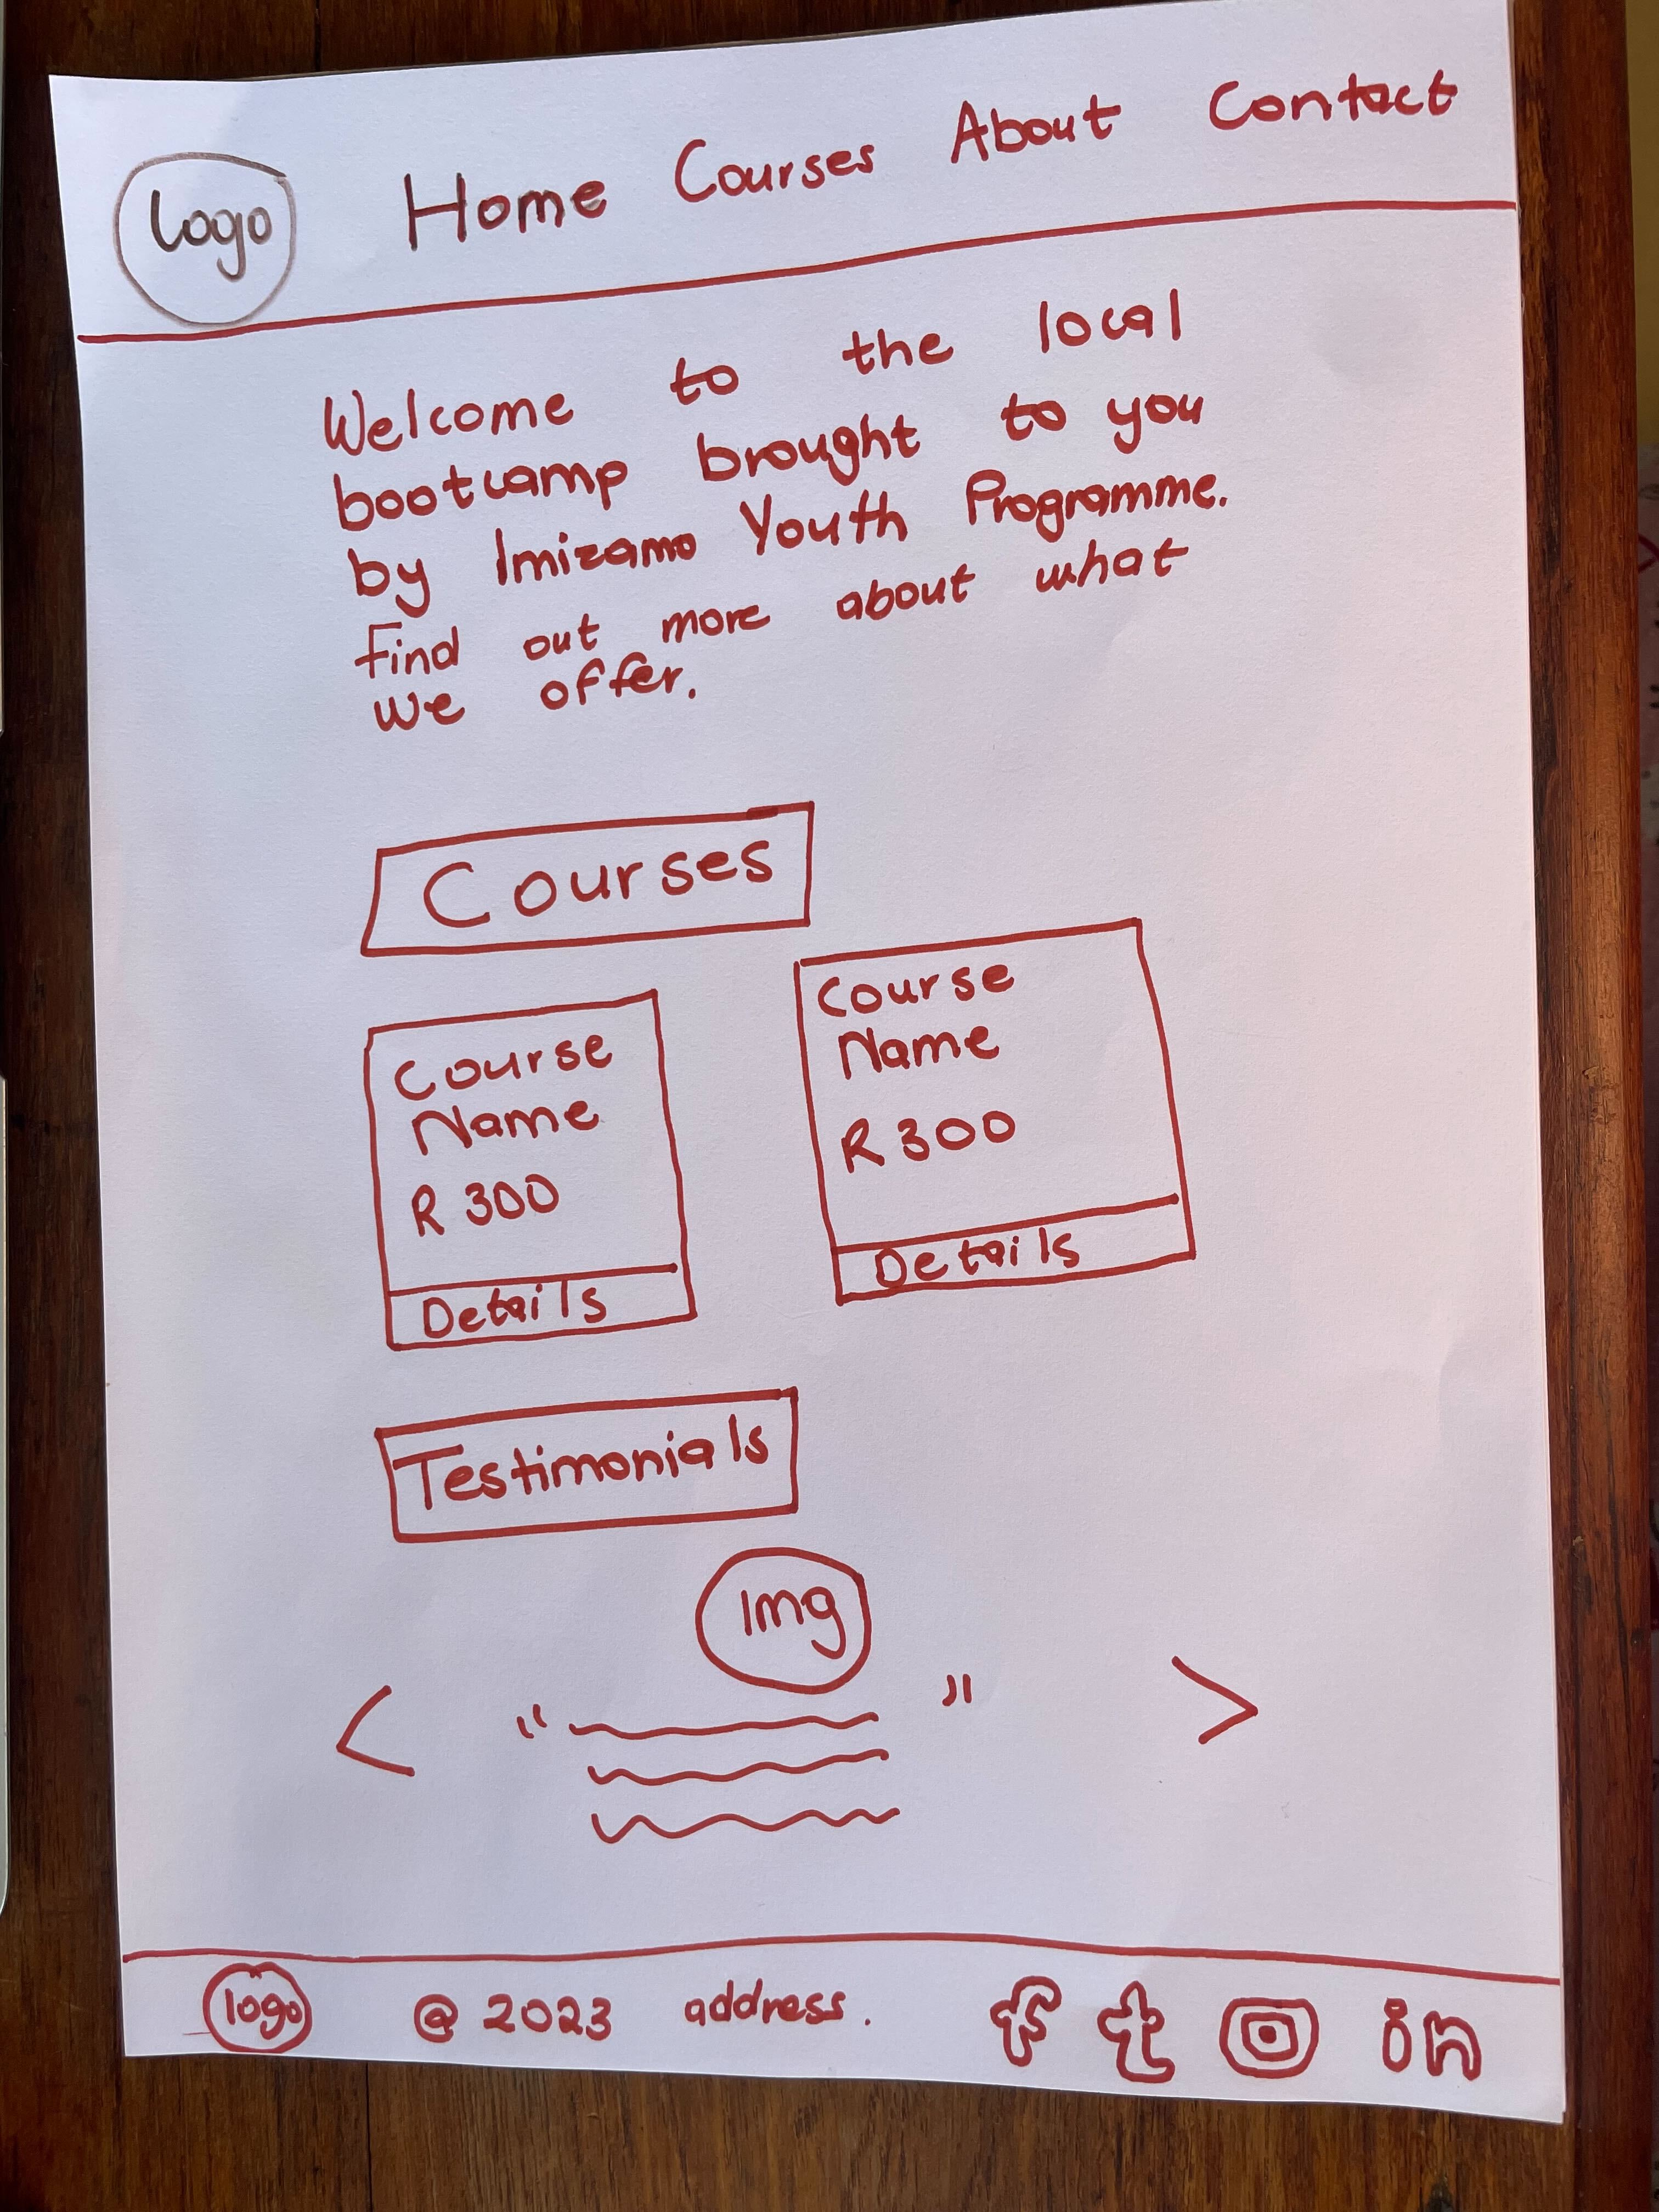 Logo Home Courses About Contact
Welcome to the local
bootcamp brought to you
by Imizamo Youth Programme.
Find out more about what
we offer.
Courses
Course
Name
R 300
Details
Course
Name
R 300
Details
Testimonials
Img
< " " >
logo @ 2023 address. f t in